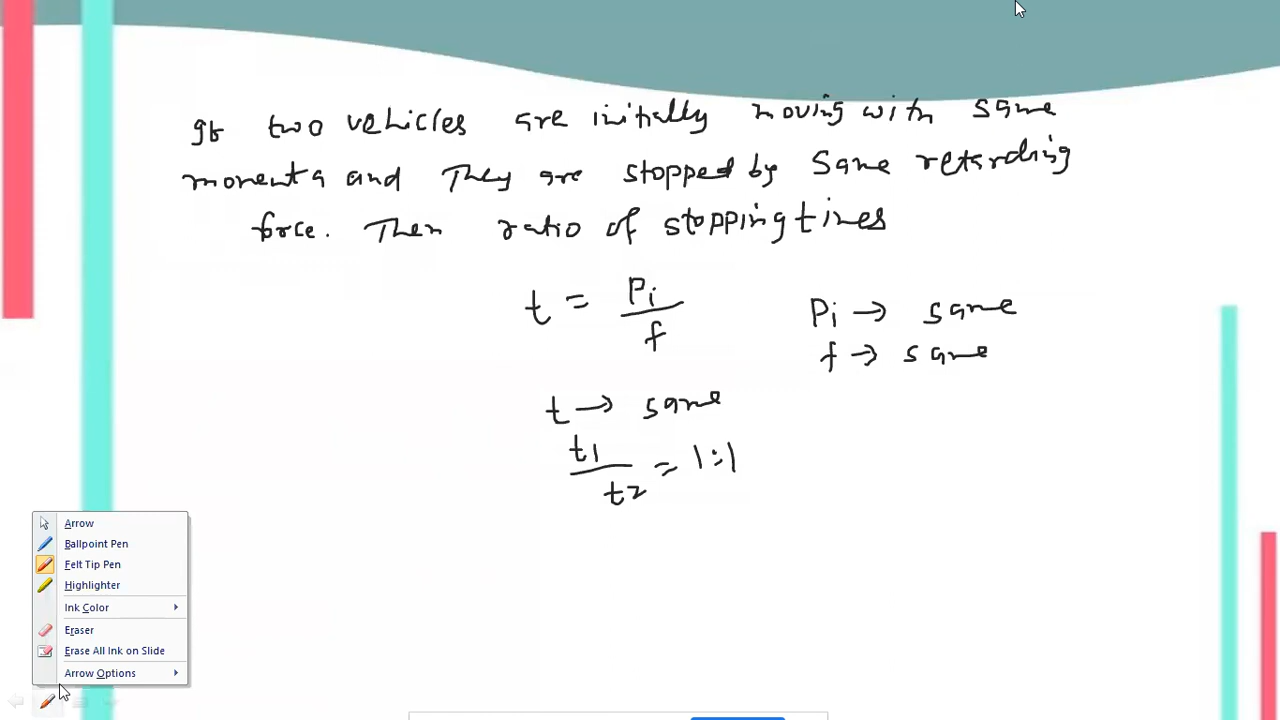 If two vehicles are initially moving with same
momenta and They are stopped by Same retarding
force. Then ratio of stopping times
t = Pi / f
Pi → same
f → same
t → same
t1 / t2 = 1:1
Arrow
Ballpoint Pen
Felt Tip Pen
Highlighter
Ink Color
Eraser
Erase All Ink on Slide
Arrow Options